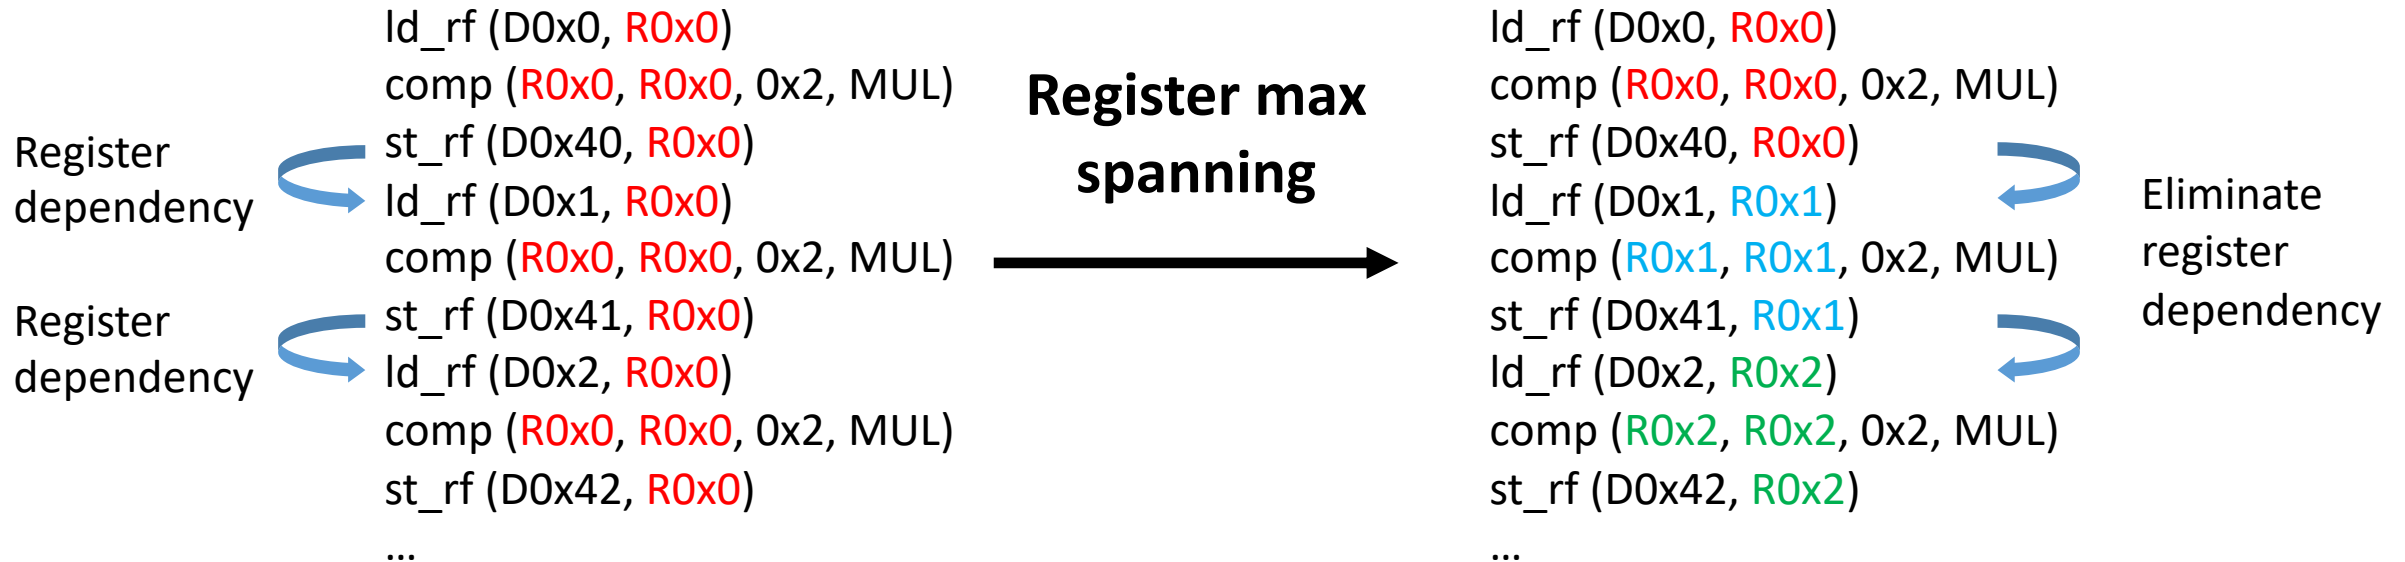 ld_rf (D0x0, R0x0)
comp (R0x0, R0x0, 0x2, MUL)
st_rf (D0x40, R0x0)
ld_rf (D0x1, R0x0)
comp (R0x0, R0x0, 0x2, MUL)
st_rf (D0x41, R0x0)
ld_rf (D0x2, R0x0)
comp (R0x0, R0x0, 0x2, MUL)
st_rf (D0x42, R0x0)
…
Register
dependency
Register
dependency
Register max
spanning
ld_rf (D0x0, R0x0)
comp (R0x0, R0x0, 0x2, MUL)
st_rf (D0x40, R0x0)
ld_rf (D0x1, R0x1)
comp (R0x1, R0x1, 0x2, MUL)
st_rf (D0x41, R0x1)
ld_rf (D0x2, R0x2)
comp (R0x2, R0x2, 0x2, MUL)
st_rf (D0x42, R0x2)
…
Eliminate
register
dependency